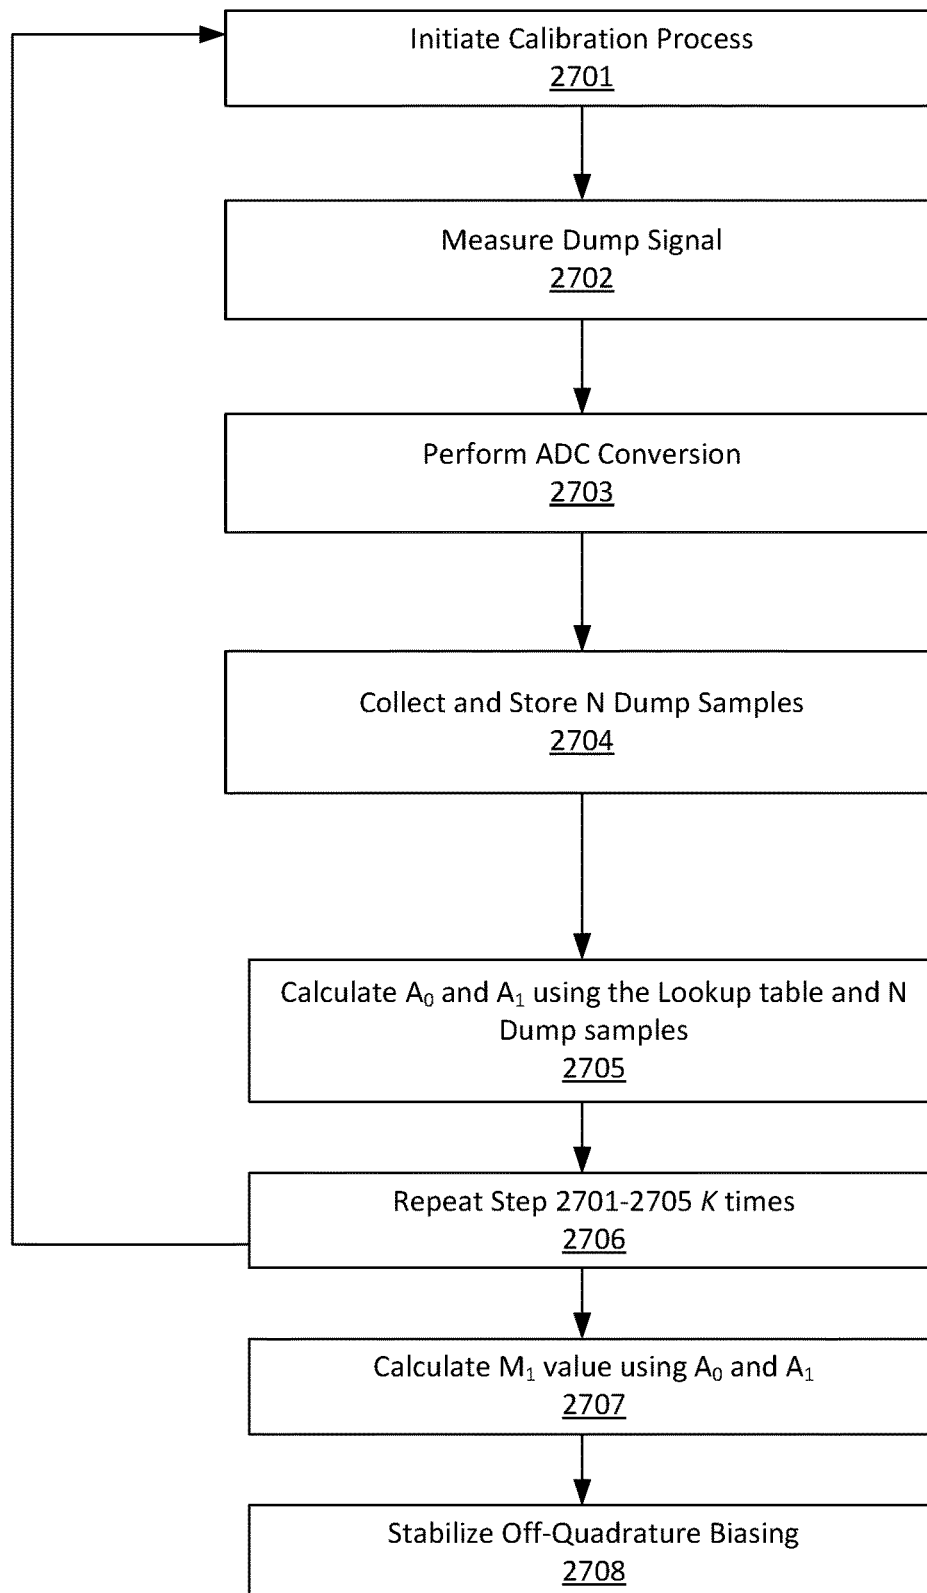 Initiate Calibration Process
2701
Measure Dump Signal
2702
Perform ADC Conversion
2703
Collect and Store N Dump Samples
2704
Calculate A₀ and A₁ using the Lookup table and N
Dump samples
2705
Repeat Step 2701-2705 K times
2706
Calculate M₁ value using A₀ and A₁
2707
Stabilize Off-Quadrature Biasing
2708